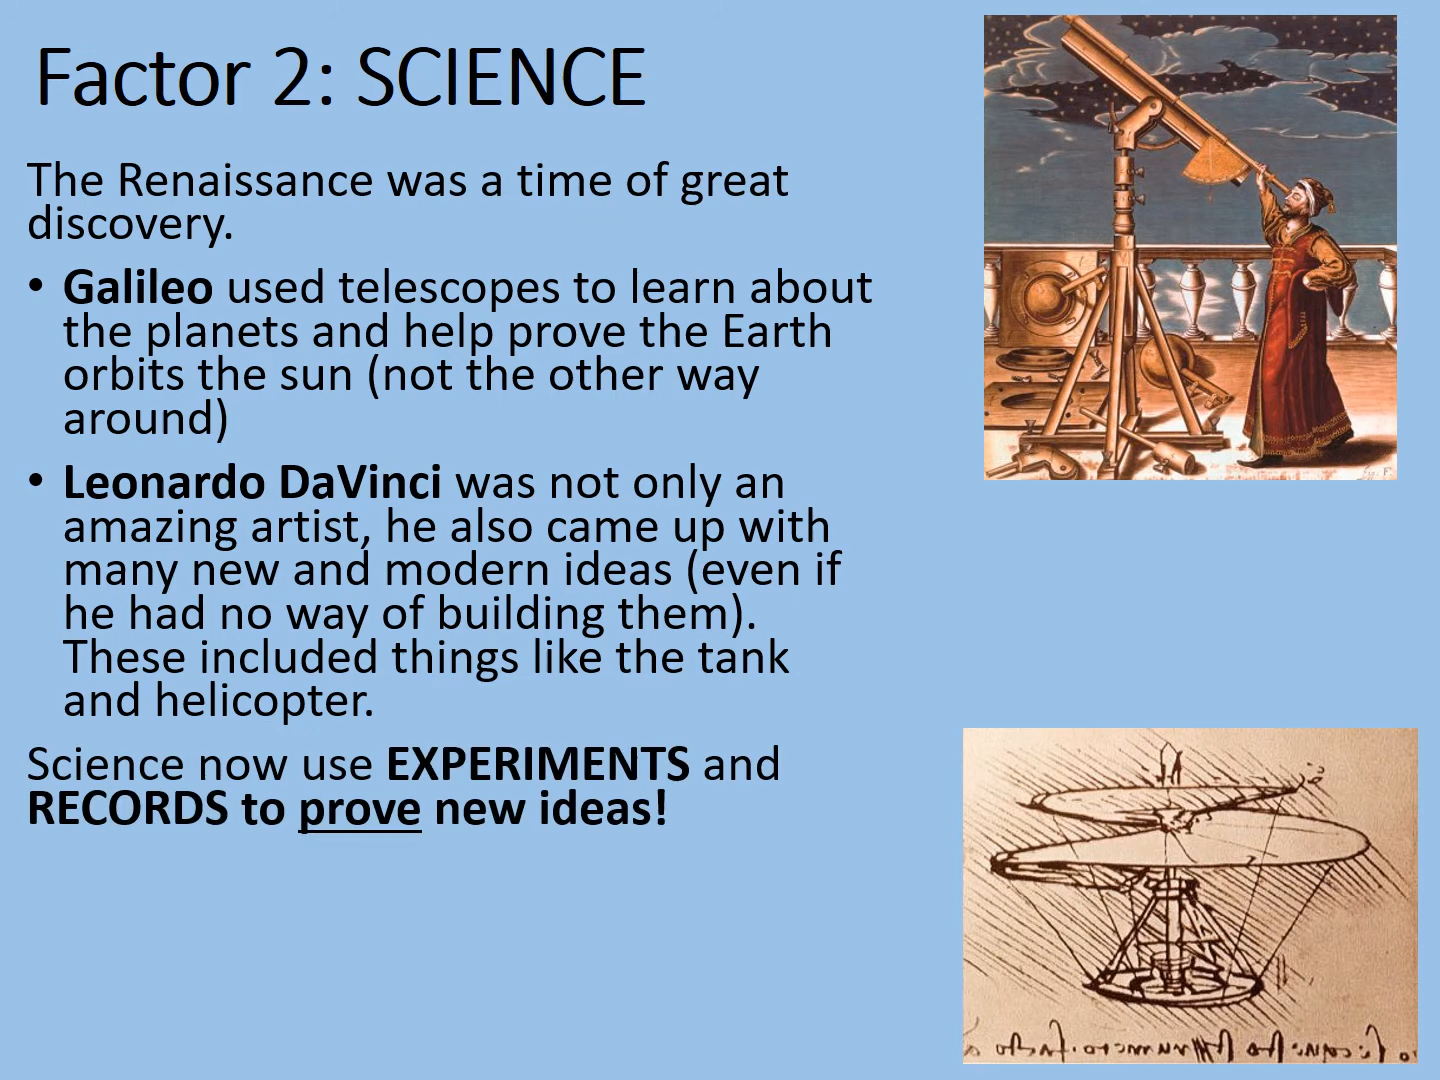 Factor 2: SCIENCE
The Renaissance was a time of great
discovery.
• Galileo used telescopes to learn about
the planets and help prove the Earth
orbits the sun (not the other way
around)
• Leonardo DaVinci was not only an
amazing artist, he also came up with
many new and modern ideas (even if
he had no way of building them).
These included things like the tank
and helicopter.
Science now use EXPERIMENTS and
RECORDS to prove new ideas!